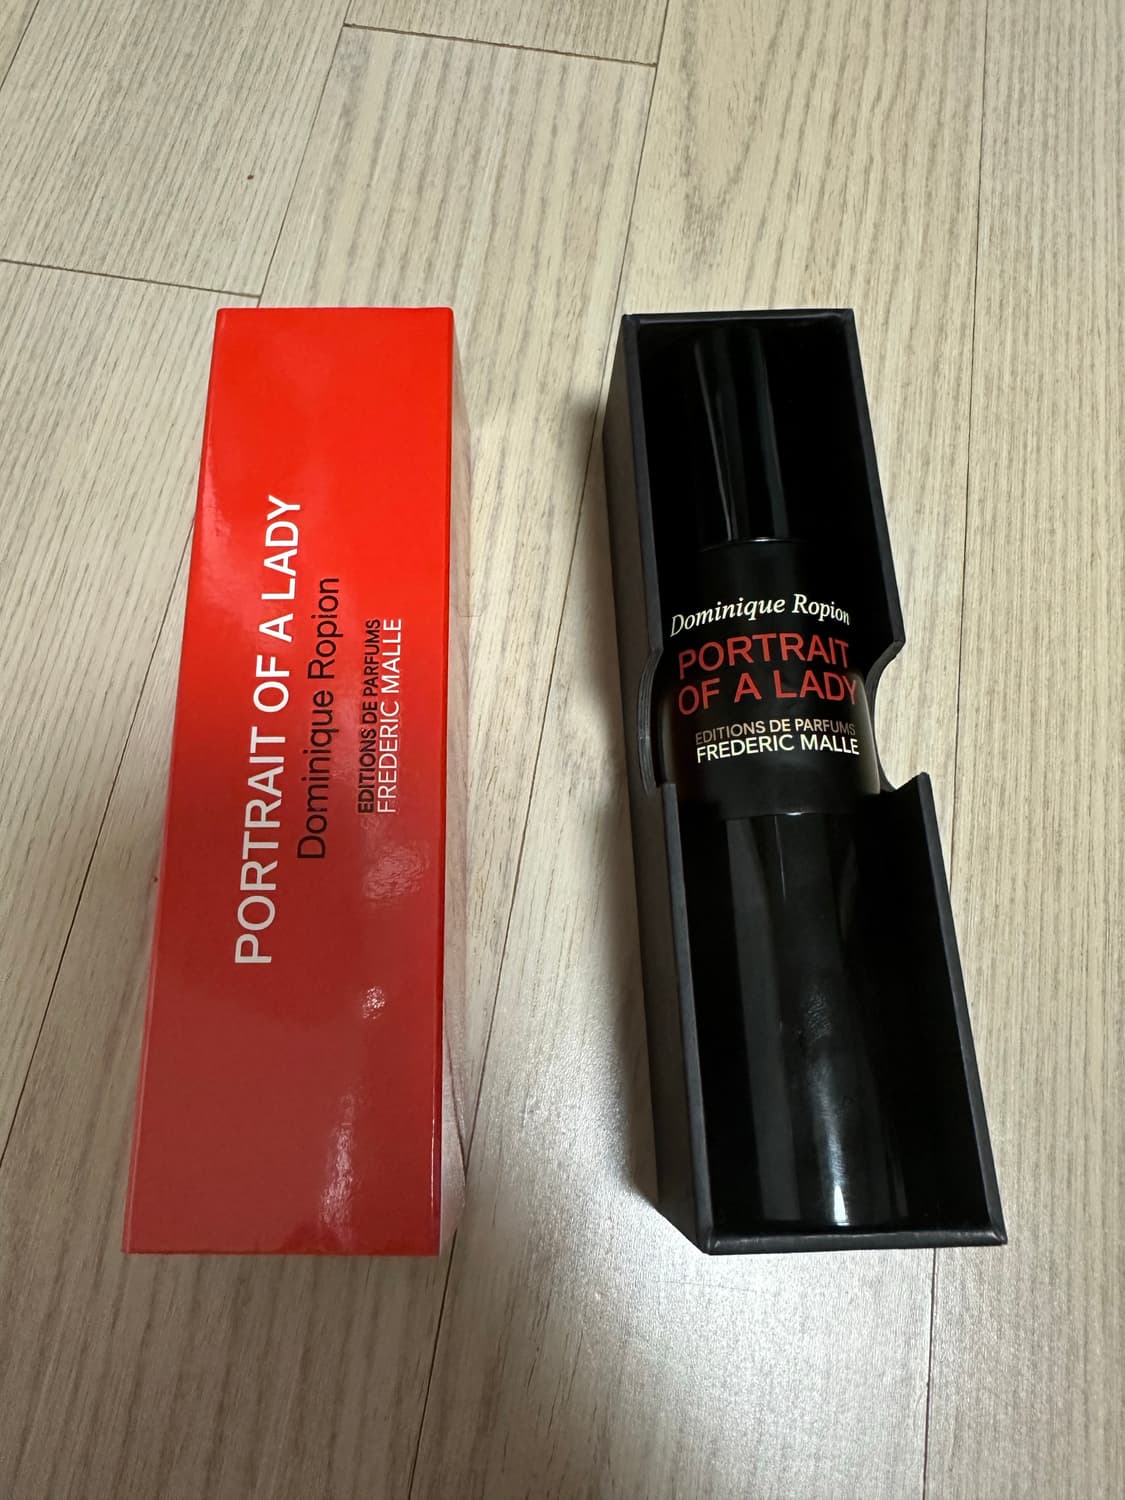 PORTRAIT OF A LADY
Dominique Ropion
EDITIONS DE PARFUMS
FREDERIC MALLE
Dominique Ropion
PORTRAIT
OF A LADY
EDITIONS DE PARFUMS
FREDERIC MALLE